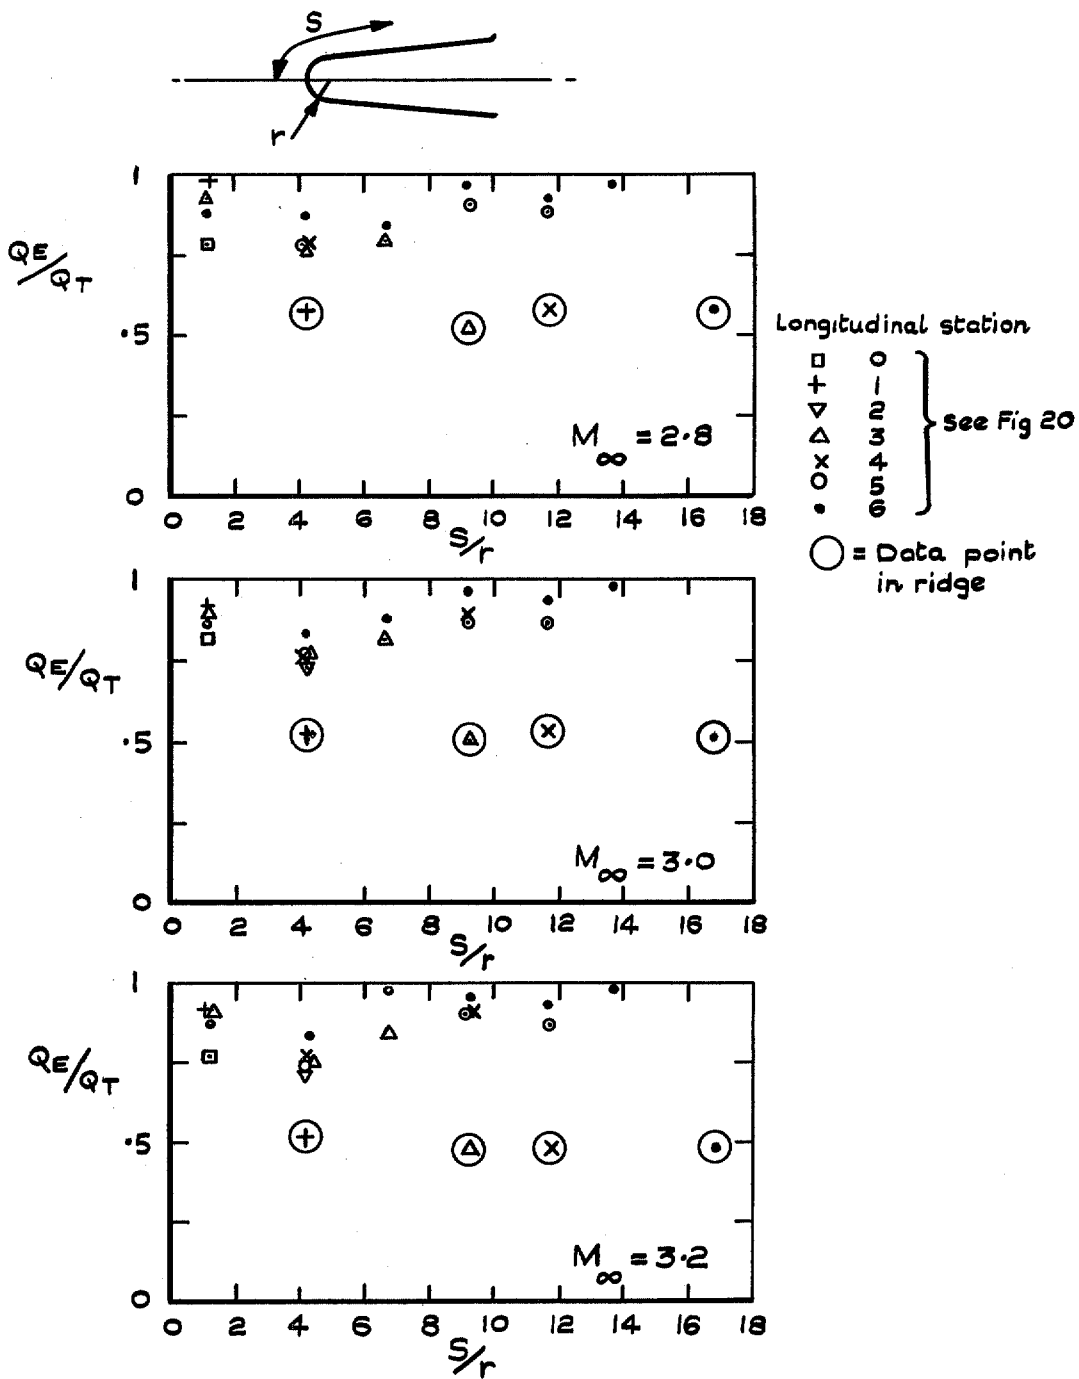 S
r
1
QE/QT
.5
0
M∞ = 2.8
0 2 4 6 8 10 12 14 16 18
S/r
Longitudinal station
□ 0
+ 1
▽ 2
△ 3
× 4
○ 5
• 6
see Fig 20
○ = Data point
in ridge
1
QE/QT
.5
0
M∞ = 3.0
0 2 4 6 8 10 12 14 16 18
S/r
1
QE/QT
.5
0
M∞ = 3.2
0 2 4 6 8 10 12 14 16 18
S/r